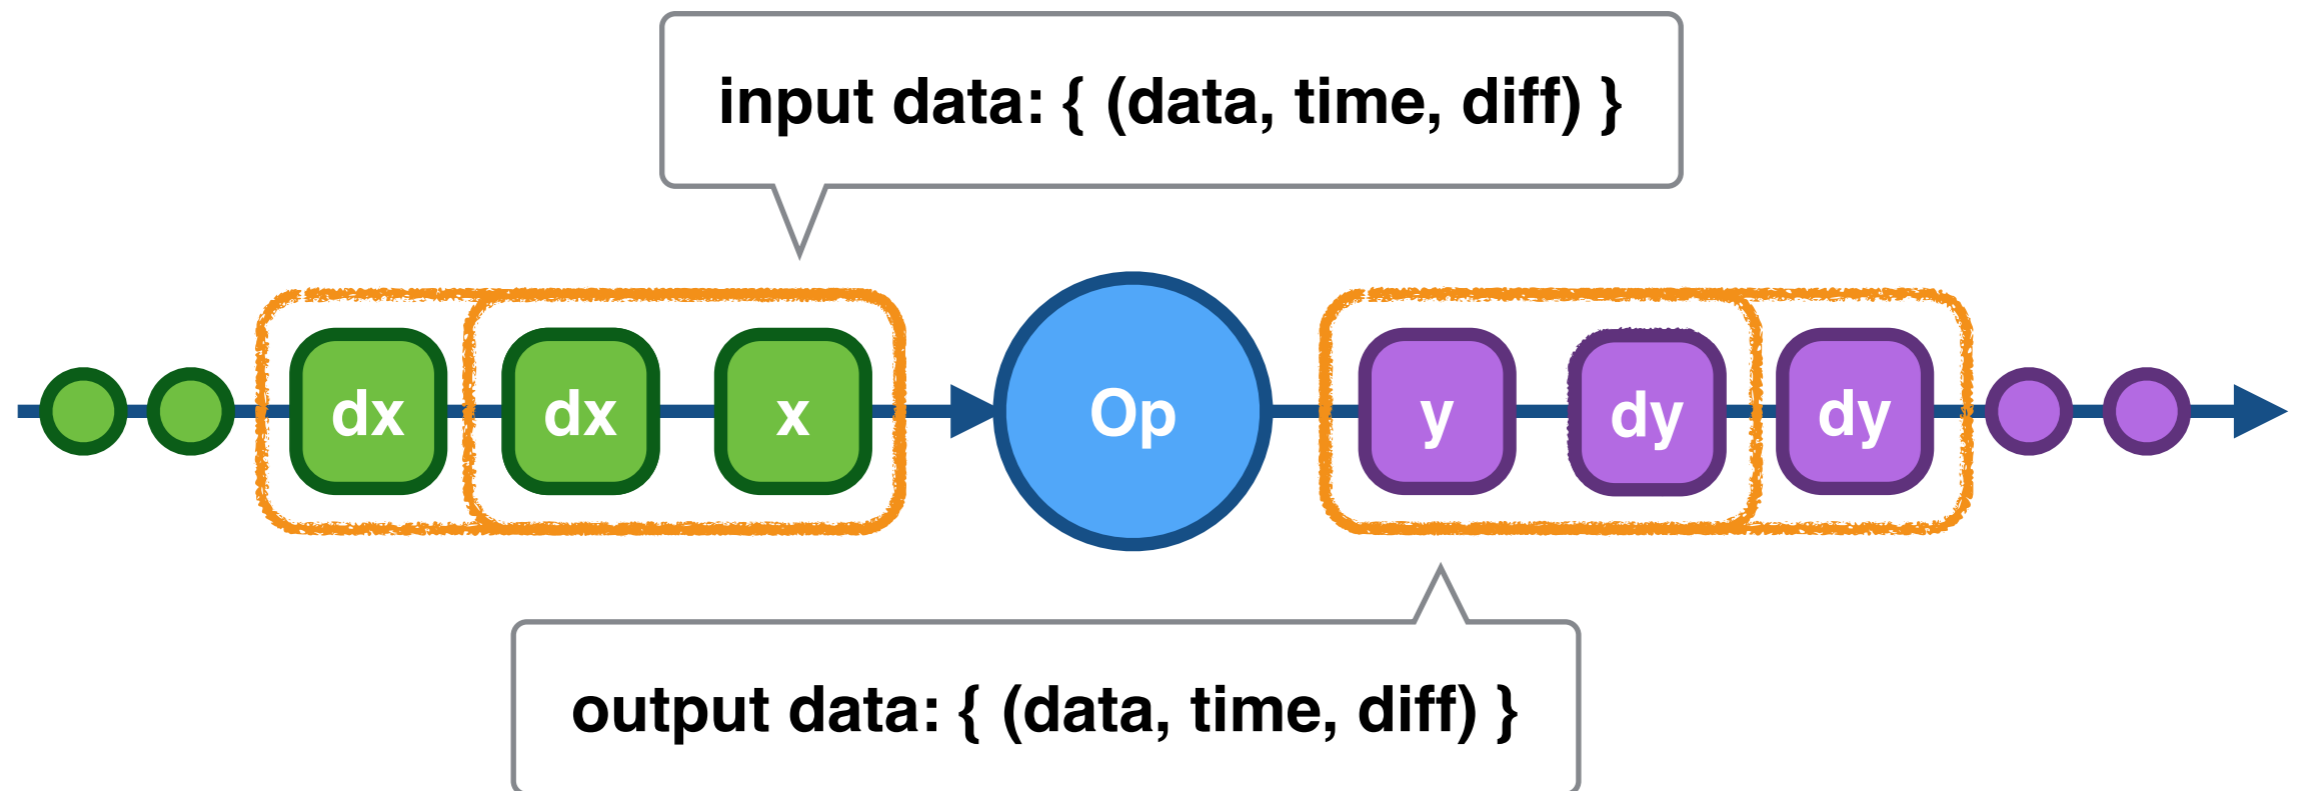 input data: { (data, time, diff) }
dx dx x Op y dy dy
output data: { (data, time, diff) }